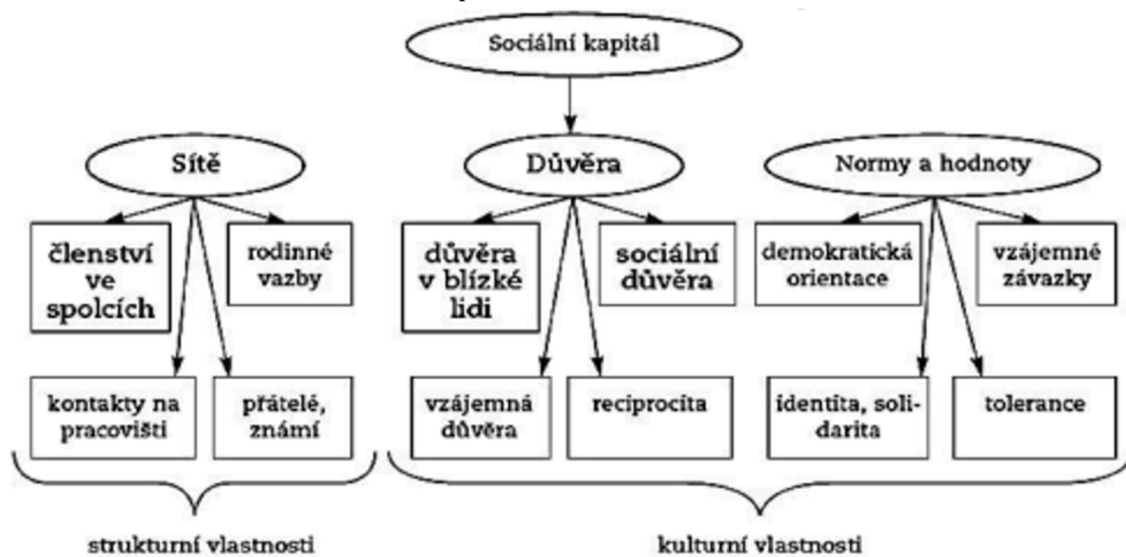 Sociální kapitál
Sítě
Důvěra
Normy a hodnoty
členství
ve
spolcích
rodinné
vazby
důvěra
v blízké
lidi
sociální
důvěra
demokratická
orientace
vzájemné
závazky
kontakty na
pracovišti
přátelé,
známí
vzájemná
důvěra
reciprocita
identita, soli-
darita
tolerance
strukturní vlastnosti
kulturní vlastnosti